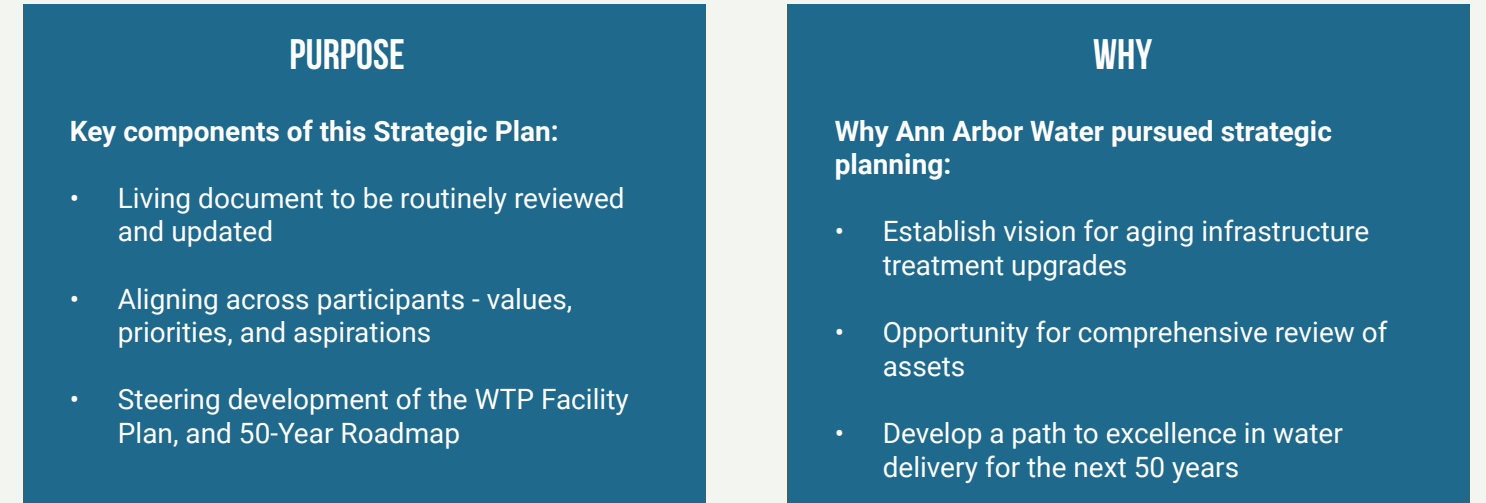 PURPOSE
Key components of this Strategic Plan:
• Living document to be routinely reviewed
and updated
• Aligning across participants - values,
priorities, and aspirations
• Steering development of the WTP Facility
Plan, and 50-Year Roadmap
WHY
Why Ann Arbor Water pursued strategic
planning:
• Establish vision for aging infrastructure
treatment upgrades
• Opportunity for comprehensive review of
assets
• Develop a path to excellence in water
delivery for the next 50 years